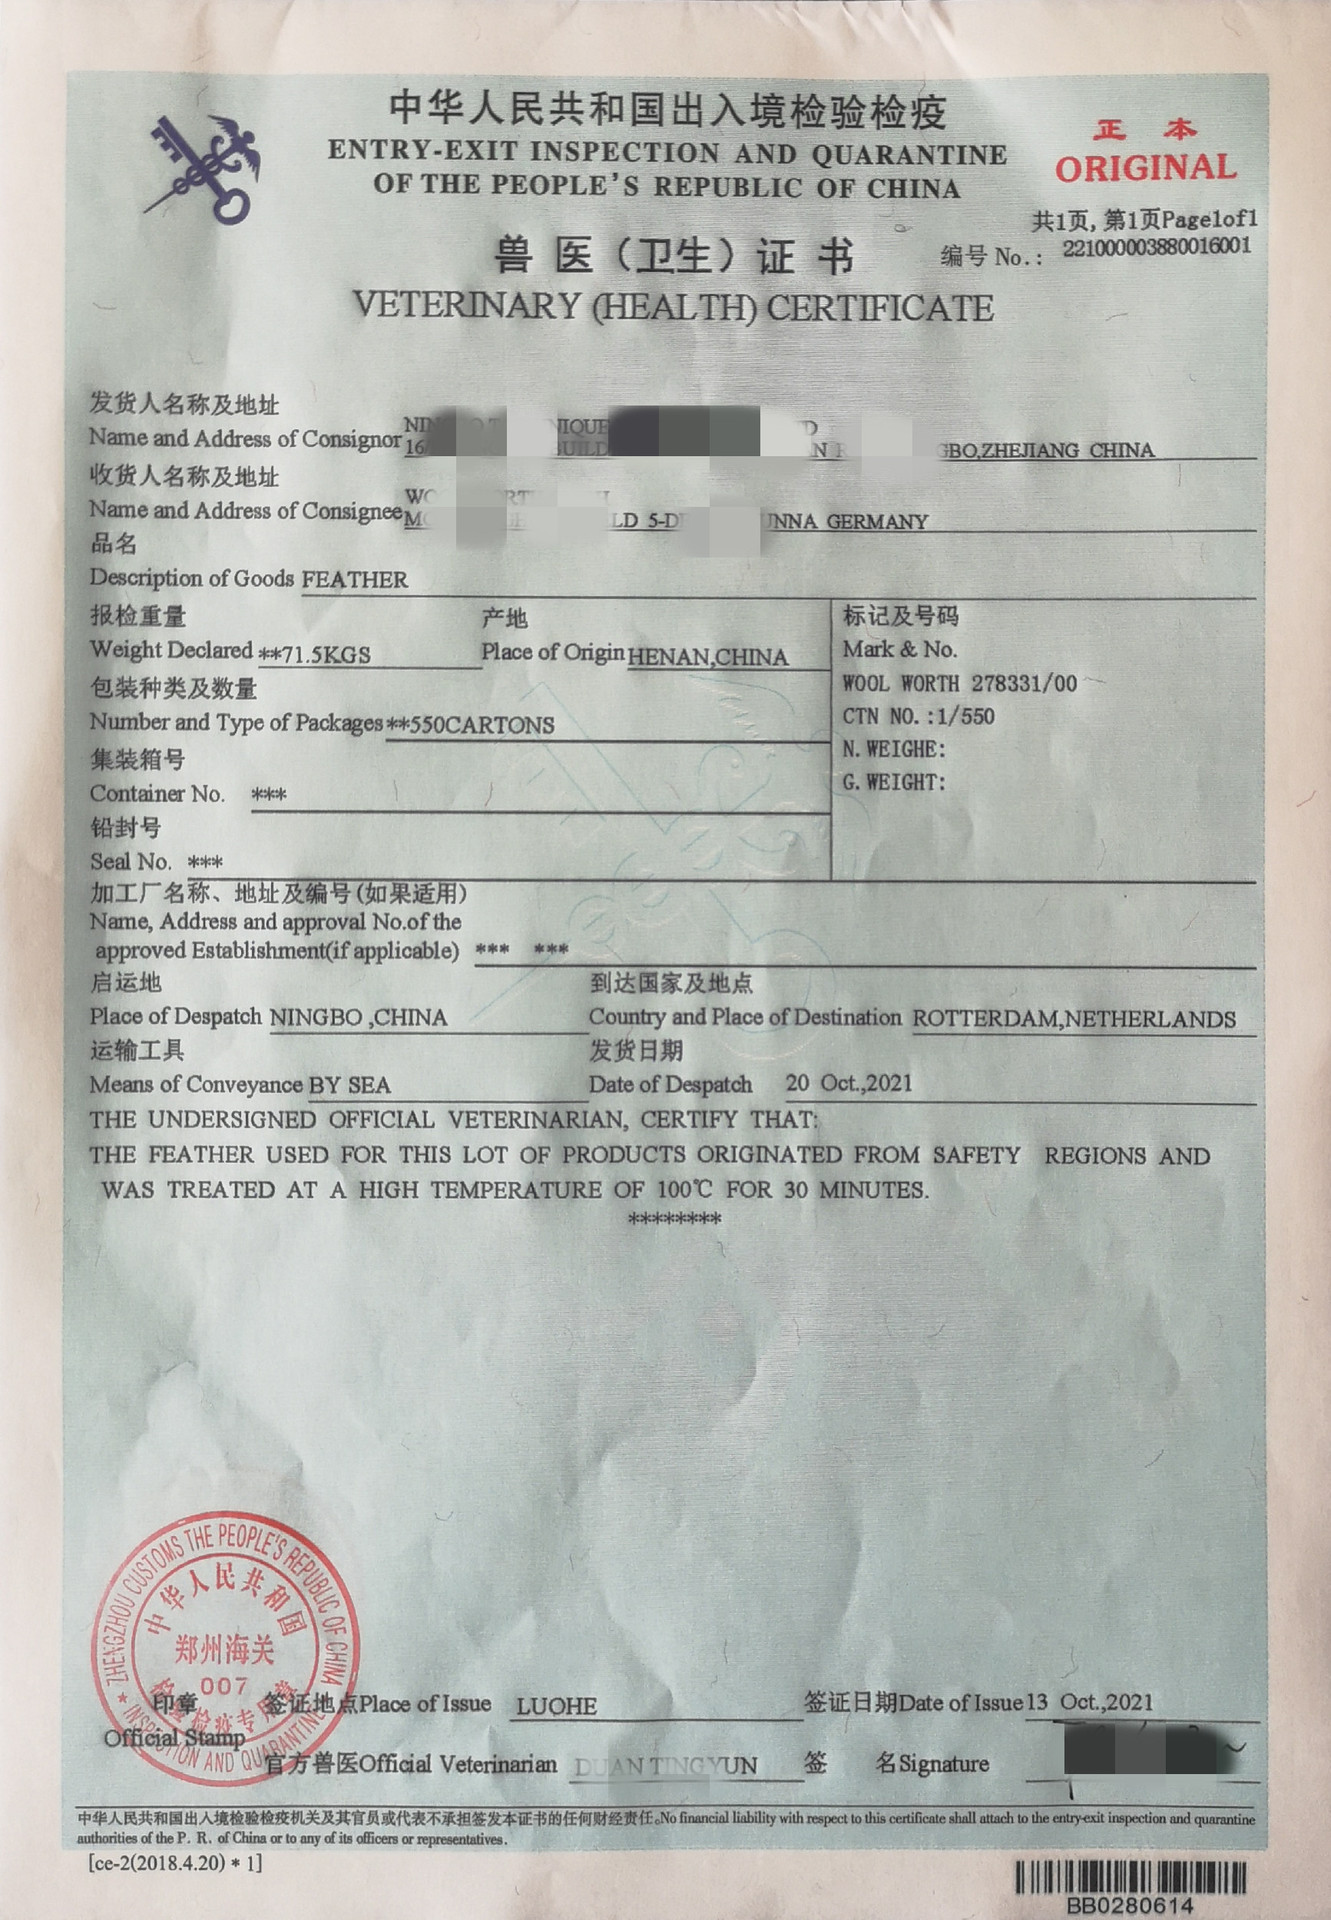 中华人民共和国出入境检验检疫
ENTRY-EXIT INSPECTION AND QUARANTINE
OF THE PEOPLE'S REPUBLIC OF CHINA
正 本
ORIGINAL
共1页,第1页Page1of1
兽 医（卫生）证 书
编号 No.: 221000003880016001
VETERINARY (HEALTH) CERTIFICATE
发货人名称及地址
Name and Address of Consignor
GBO,ZHEJIANG CHINA
收货人名称及地址
Name and Address of Consignee
LD 5-D UNNA GERMANY
品名
Description of Goods FEATHER
报检重量 产地
Weight Declared **71.5KGS Place of Origin HENAN,CHINA
包装种类及数量
Number and Type of Packages **550CARTONS
集装箱号
Container No. ***
铅封号
Seal No. ***
标记及号码
Mark & No.
WOOL WORTH 278331/00
CTN NO.:1/550
N.WEIGHE:
G.WEIGHT:
加工厂名称、地址及编号(如果适用)
Name, Address and approval No.of the
approved Establishment(if applicable) *** ***
启运地 到达国家及地点
Place of Despatch NINGBO ,CHINA Country and Place of Destination ROTTERDAM,NETHERLANDS
运输工具 发货日期
Means of Conveyance BY SEA Date of Despatch 20 Oct.,2021
THE UNDERSIGNED OFFICIAL VETERINARIAN, CERTIFY THAT:
THE FEATHER USED FOR THIS LOT OF PRODUCTS ORIGINATED FROM SAFETY REGIONS AND
WAS TREATED AT A HIGH TEMPERATURE OF 100℃ FOR 30 MINUTES.
********
ZHENGZHOU CUSTOMS THE PEOPLE'S REPUBLIC OF CHINA
中华人民共和国
郑州海关
007
检验检疫专用章
★ INSPECTION AND QUARANTINE
印章 签证地点Place of Issue LUOHE 签证日期Date of Issue 13 Oct.,2021
Official Stamp
官方兽医Official Veterinarian DUAN TINGYUN 签 名Signature
中华人民共和国出入境检验检疫机关及其官员或代表不承担签发本证书的任何财经责任。No financial liability with respect to this certificate shall attach to the entry-exit inspection and quarantine
authorities of the P. R. of China or to any of its officers or representatives.
[ce-2(2018.4.20) * 1]
BB0280614